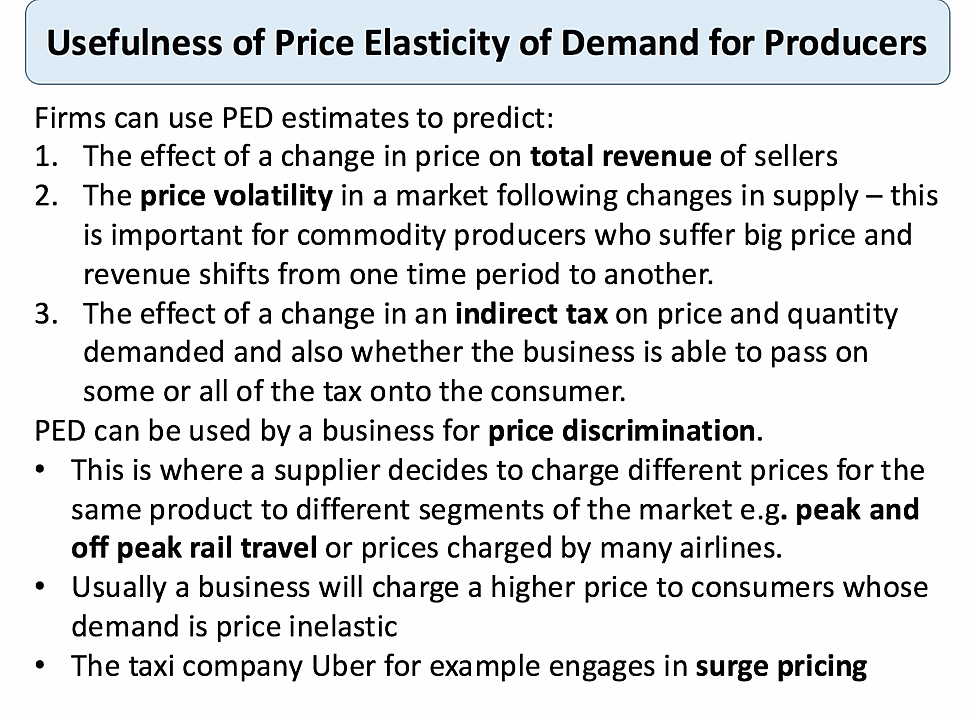 Usefulness of Price Elasticity of Demand for Producers
Firms can use PED estimates to predict:
1. The effect of a change in price on total revenue of sellers
2. The price volatility in a market following changes in supply – this
is important for commodity producers who suffer big price and
revenue shifts from one time period to another.
3. The effect of a change in an indirect tax on price and quantity
demanded and also whether the business is able to pass on
some or all of the tax onto the consumer.
PED can be used by a business for price discrimination.
• This is where a supplier decides to charge different prices for the
same product to different segments of the market e.g. peak and
off peak rail travel or prices charged by many airlines.
• Usually a business will charge a higher price to consumers whose
demand is price inelastic
• The taxi company Uber for example engages in surge pricing